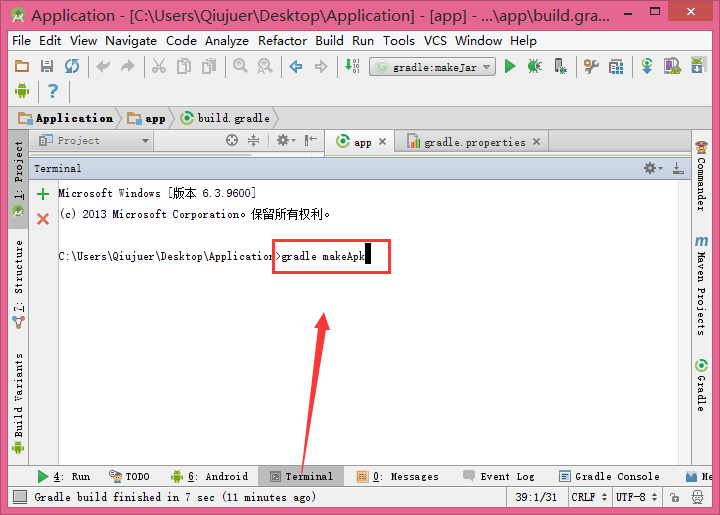 Application - [C:\Users\Qiujuer\Desktop\Application] - [app] - ...\app\build.gra...
File Edit View Navigate Code Analyze Refactor Build Run Tools VCS Window Help
gradle:makeJar
Application app build.gradle
Project app gradle.properties
Terminal
Microsoft Windows [版本 6.3.9600]
(c) 2013 Microsoft Corporation。保留所有权利。
C:\Users\Qiujuer\Desktop\Application>gradle makeApk
1: Project
7: Structure
Build Variants
Commander
Maven Projects
Gradle
4: Run TODO 6: Android Terminal 0: Messages Event Log Gradle Console Me
Gradle build finished in 7 sec (11 minutes ago) 39:1/31 CRLF UTF-8